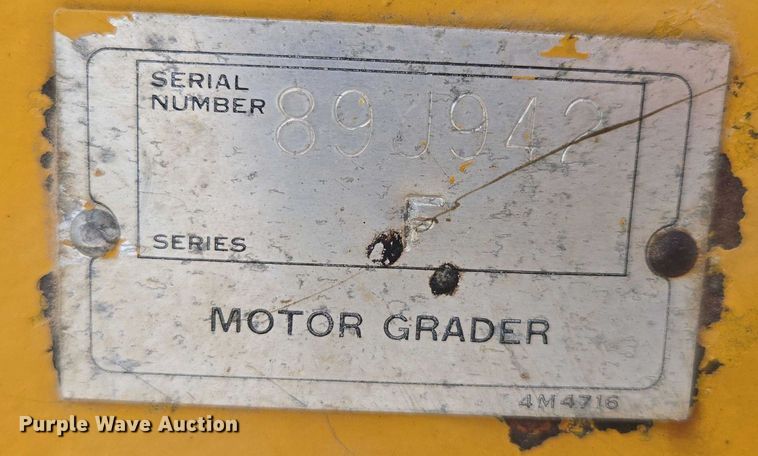 SERIAL
NUMBER 89J942
SERIES F
MOTOR GRADER
4M4716
Purple Wave Auction